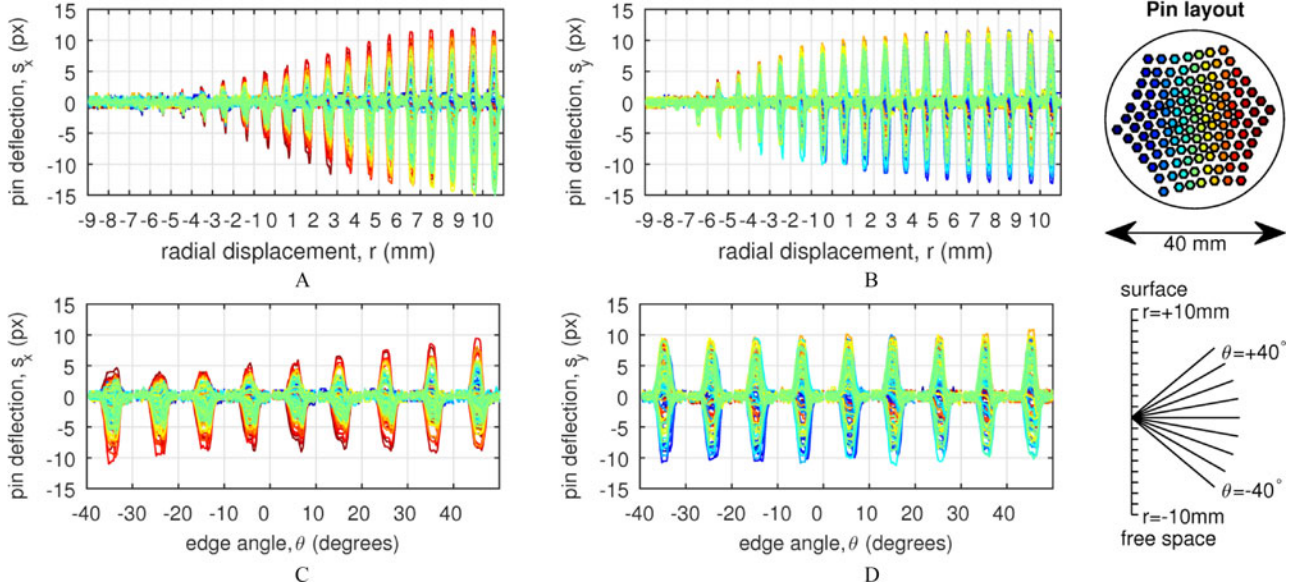 15
10
5
0
-5
-10
-15
pin deflection, s_x (px)
-9 -8 -7 -6 -5 -4 -3 -2 -1 0 1 2 3 4 5 6 7 8 9 10
radial displacement, r (mm)
A
15
10
5
0
-5
-10
-15
pin deflection, s_y (px)
-9 -8 -7 -6 -5 -4 -3 -2 -1 0 1 2 3 4 5 6 7 8 9 10
radial displacement, r (mm)
B
Pin layout
40 mm
15
10
5
0
-5
-10
-15
pin deflection, s_x (px)
-40 -30 -20 -10 0 10 20 30 40
edge angle, θ (degrees)
C
15
10
5
0
-5
-10
-15
pin deflection, s_y (px)
-40 -30 -20 -10 0 10 20 30 40
edge angle, θ (degrees)
D
surface
r=+10mm
θ=+40°
θ=-40°
r=-10mm
free space